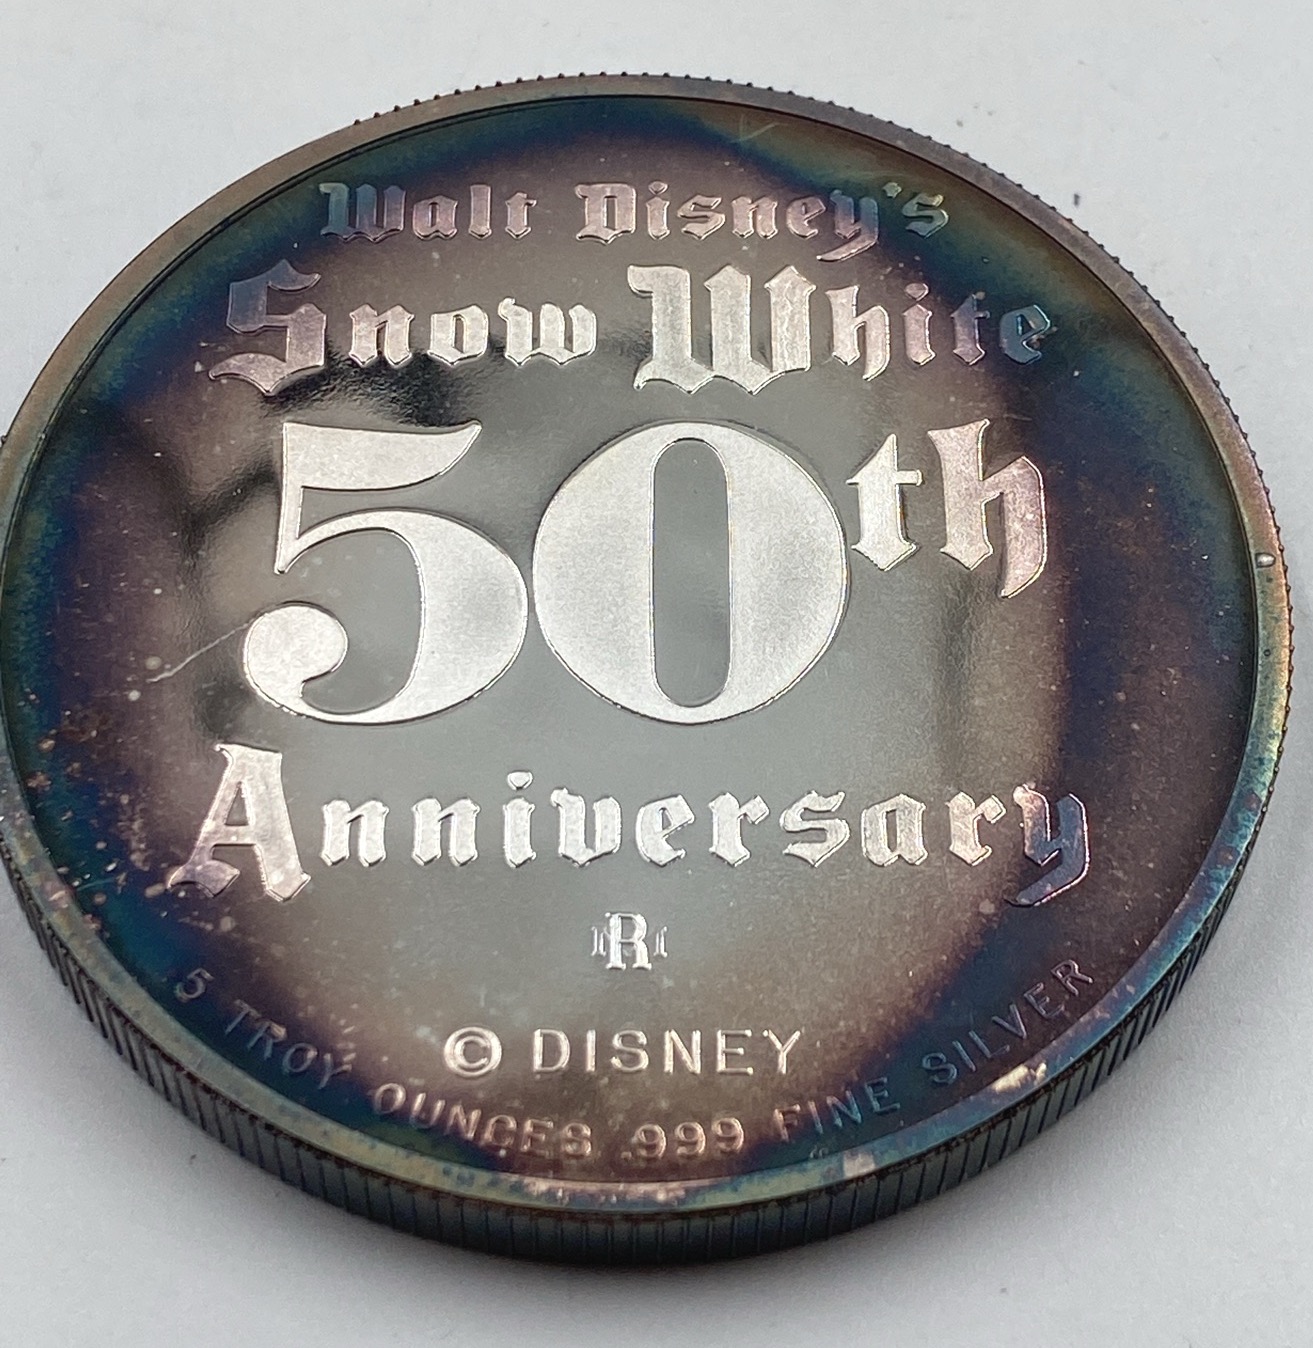 Walt Disney's
Snow White
50th
Anniversary
R
© DISNEY
5 TROY OUNCES .999 FINE SILVER